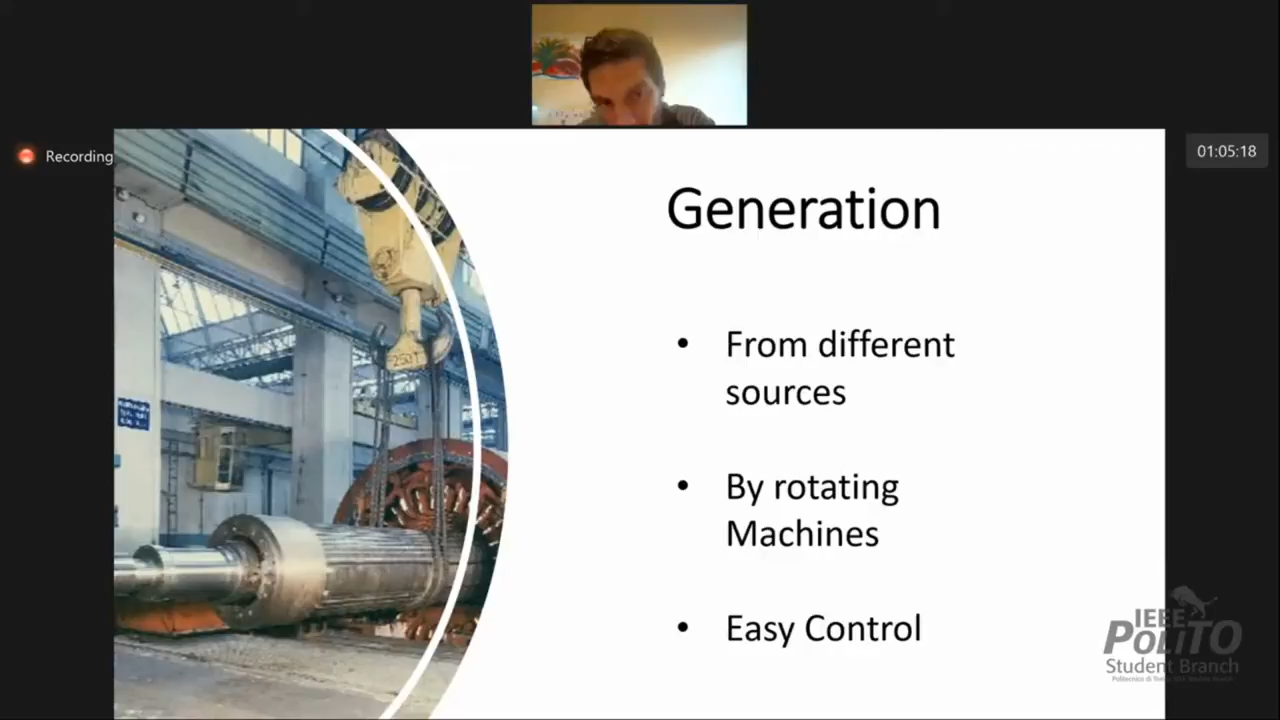 Recording
01:05:18
Generation
• From different
sources
• By rotating
Machines
• Easy Control
250T
IEEE
POLITO
Student Branch